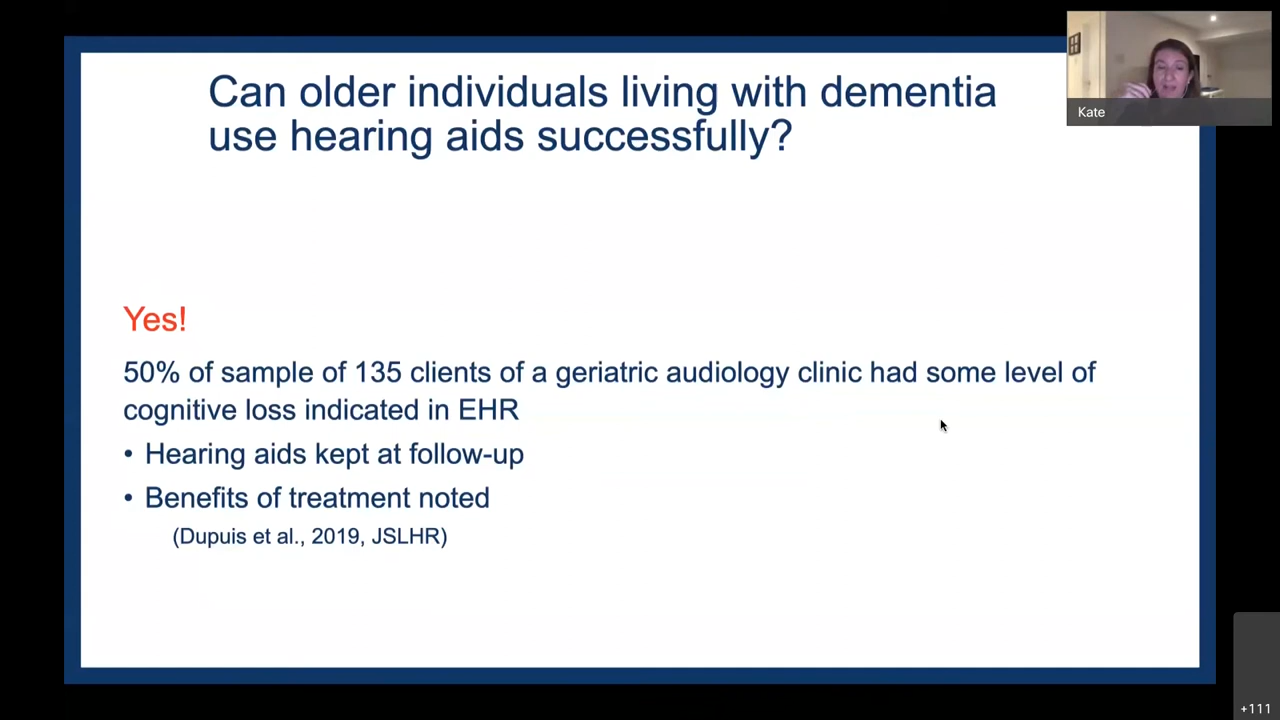 Can older individuals living with dementia
use hearing aids successfully?
Kate
Yes!
50% of sample of 135 clients of a geriatric audiology clinic had some level of
cognitive loss indicated in EHR
• Hearing aids kept at follow-up
• Benefits of treatment noted
(Dupuis et al., 2019, JSLHR)
+111